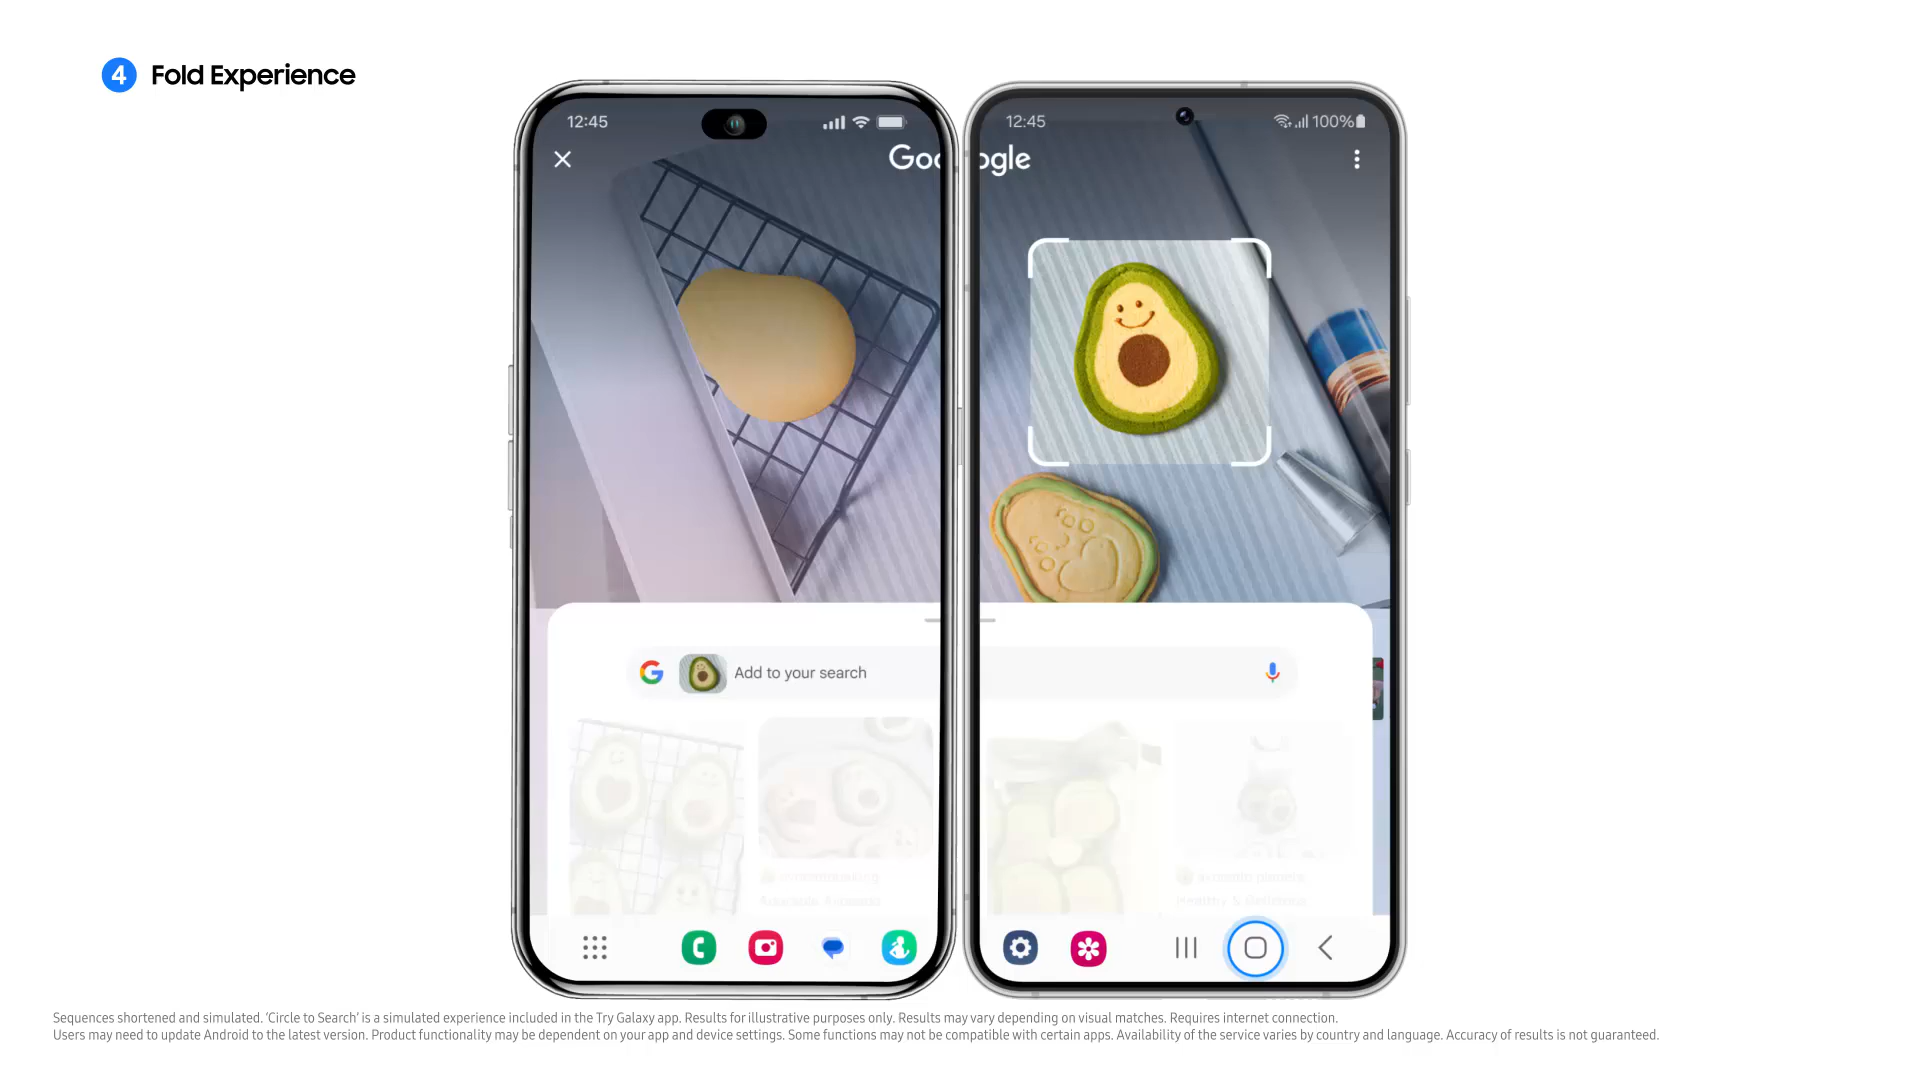 4 Fold Experience
12:45
12:45
100%
Goo
ogle
Add to your search
Healthy & Delicious
Sequences shortened and simulated. ‘Circle to Search’ is a simulated experience included in the Try Galaxy app. Results for illustrative purposes only. Results may vary depending on visual matches. Requires internet connection.
Users may need to update Android to the latest version. Product functionality may be dependent on your app and device settings. Some functions may not be compatible with certain apps. Availability of the service varies by country and language. Accuracy of results is not guaranteed.